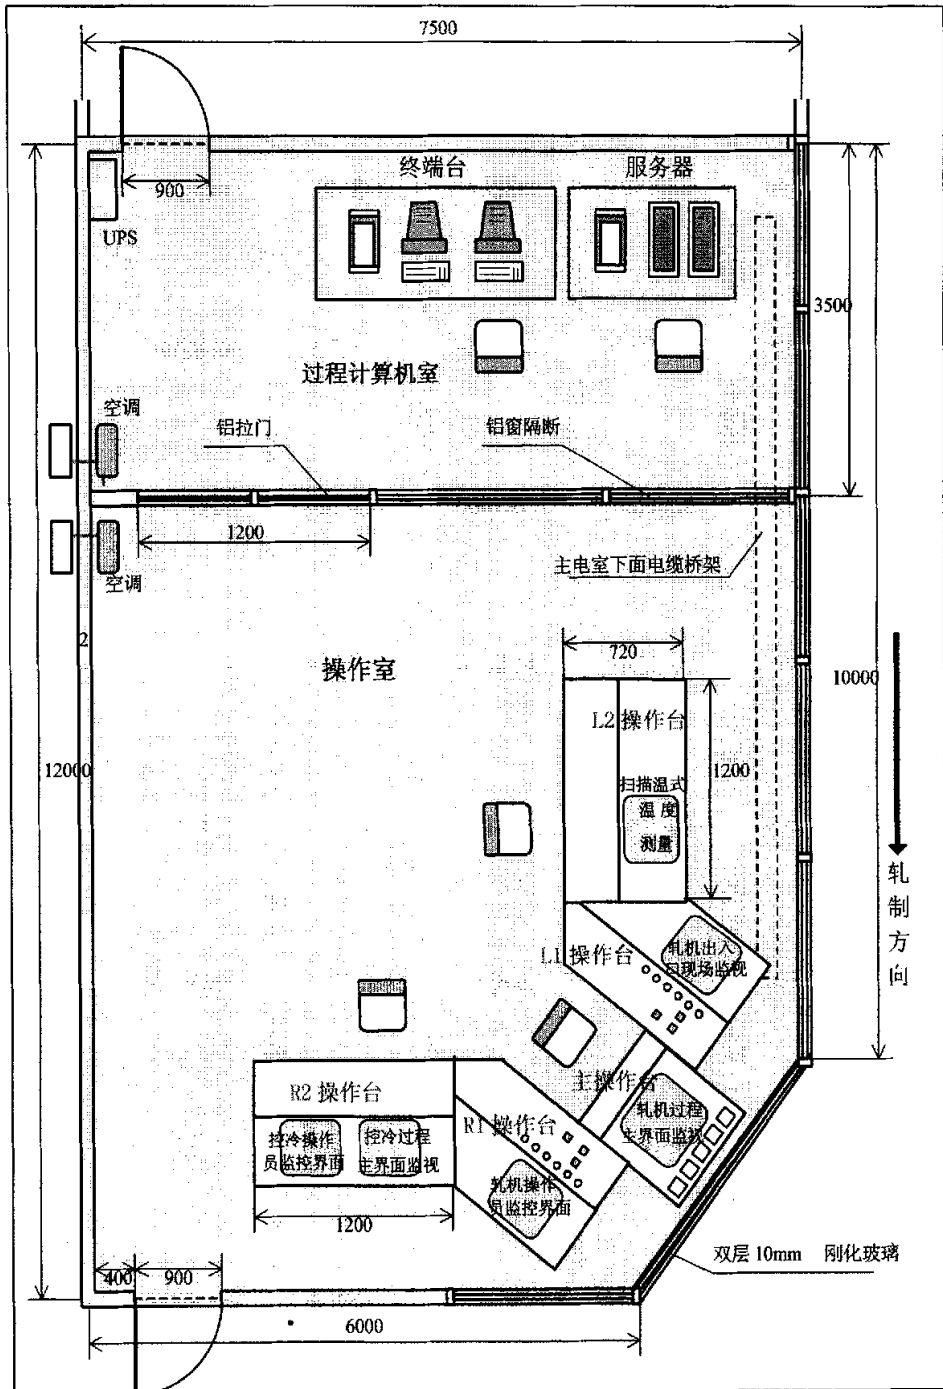 7500
终端台
服务器
900
UPS
3500
过程计算机室
空调
铝拉门
铝窗隔断
1200
主电室下面电缆桥架
空调
2
720
操作室
10000
L2 操作台
12000
1200
扫描温式
温 度
测量
轧
制
方
向
L1 操作台
轧机出入
口现场监视
主操作台
R2 操作台
轧机过程
主界面监视
R1 操作台
控冷操作
员监控界面
控冷过程
主界面监视
轧机操作
员监控界面
1200
双层 10mm 刚化玻璃
400
900
6000